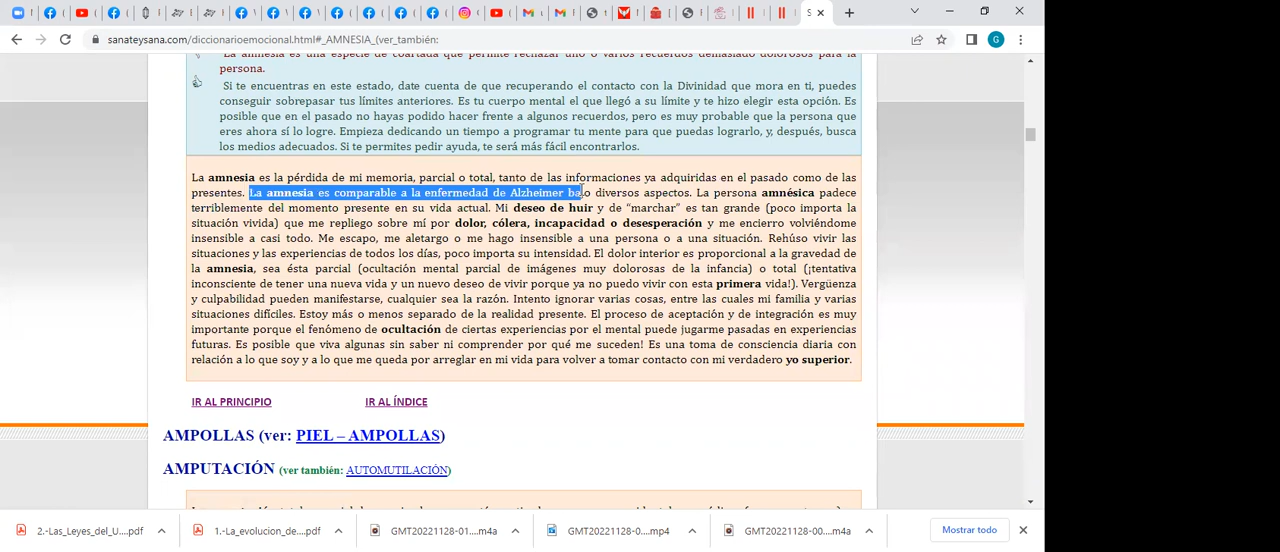 sanateysana.com/diccionarioemocional.html#_AMNESIA_(ver_también:
La amnesia es una especie de coartada que permite rechazar uno o varios recuerdos demasiado dolorosos para la
persona.
Si te encuentras en este estado, date cuenta de que recuperando el contacto con la Divinidad que mora en ti, puedes
conseguir sobrepasar tus límites anteriores. Es tu cuerpo mental el que llegó a su límite y te hizo elegir esta opción. Es
posible que en el pasado no hayas podido hacer frente a algunos recuerdos, pero es muy probable que la persona que
eres ahora sí lo logre. Empieza dedicando un tiempo a programar tu mente para que puedas lograrlo, y, después, busca
los medios adecuados. Si te permites pedir ayuda, te será más fácil encontrarlos.
La amnesia es la pérdida de mi memoria, parcial o total, tanto de las informaciones ya adquiridas en el pasado como de las
presentes. La amnesia es comparable a la enfermedad de Alzheimer bajo diversos aspectos. La persona amnésica padece
terriblemente del momento presente en su vida actual. Mi deseo de huir y de “marchar” es tan grande (poco importa la
situación vivida) que me repliego sobre mí por dolor, cólera, incapacidad o desesperación y me encierro volviéndome
insensible a casi todo. Me escapo, me aletargo o me hago insensible a una persona o a una situación. Rehúso vivir las
situaciones y las experiencias de todos los días, poco importa su intensidad. El dolor interior es proporcional a la gravedad de
la amnesia, sea ésta parcial (ocultación mental parcial de imágenes muy dolorosas de la infancia) o total (¡tentativa
inconsciente de tener una nueva vida y un nuevo deseo de vivir porque ya no puedo vivir con esta primera vida!). Vergüenza
y culpabilidad pueden manifestarse, cualquier sea la razón. Intento ignorar varias cosas, entre las cuales mi familia y varias
situaciones difíciles. Estoy más o menos separado de la realidad presente. El proceso de aceptación y de integración es muy
importante porque el fenómeno de ocultación de ciertas experiencias por el mental puede jugarme pasadas en experiencias
futuras. Es posible que viva algunas sin saber ni comprender por qué me suceden! Es una toma de consciencia diaria con
relación a lo que soy y a lo que me queda por arreglar en mi vida para volver a tomar contacto con mi verdadero yo superior.
IR AL PRINCIPIO IR AL ÍNDICE
AMPOLLAS (ver: PIEL – AMPOLLAS)
AMPUTACIÓN (ver también: AUTOMUTILACIÓN)
2.-Las_Leyes_del_U....pdf 1.-La_evolucion_de....pdf GMT20221128-01....m4a GMT20221128-0....mp4 GMT20221128-00....m4a Mostrar todo